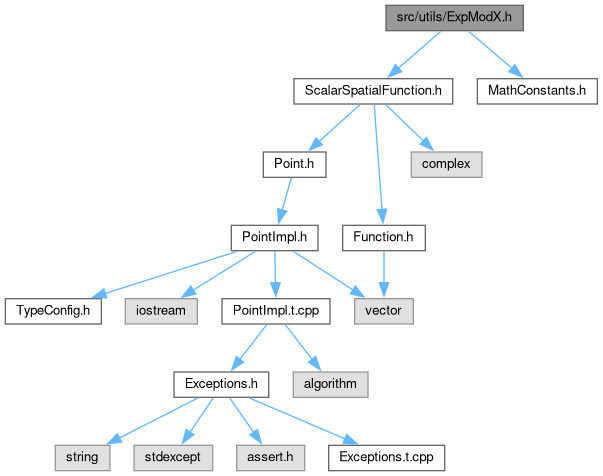 src/utils/ExpModX.h
ScalarSpatialFunction.h
MathConstants.h
Point.h
complex
PointImpl.h
Function.h
TypeConfig.h
iostream
PointImpl.t.cpp
vector
Exceptions.h
algorithm
string
stdexcept
assert.h
Exceptions.t.cpp